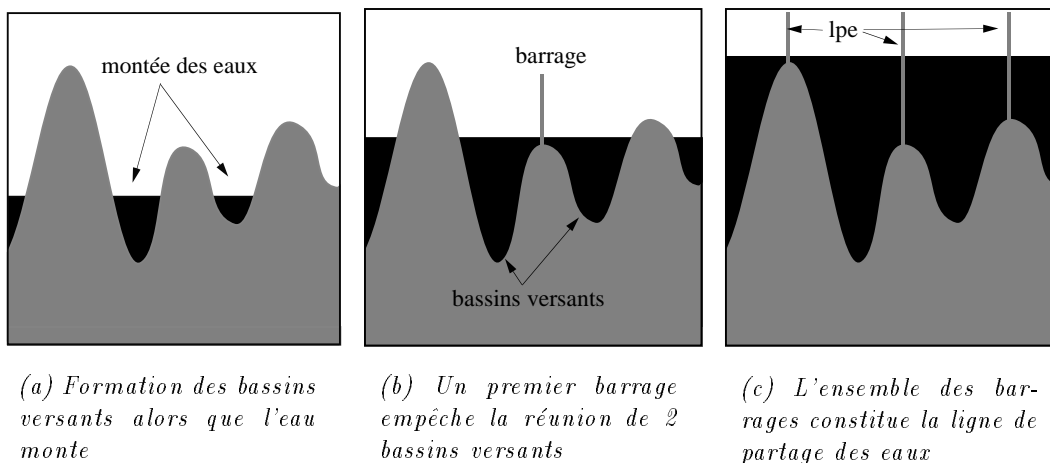 montée des eaux
barrage
bassins versants
lpe
(a) Formation des bassins
versants alors que l'eau
monte
(b) Un premier barrage
empêche la réunion de 2
bassins versants
(c) L'ensemble des bar-
rages constitue la ligne de
partage des eaux